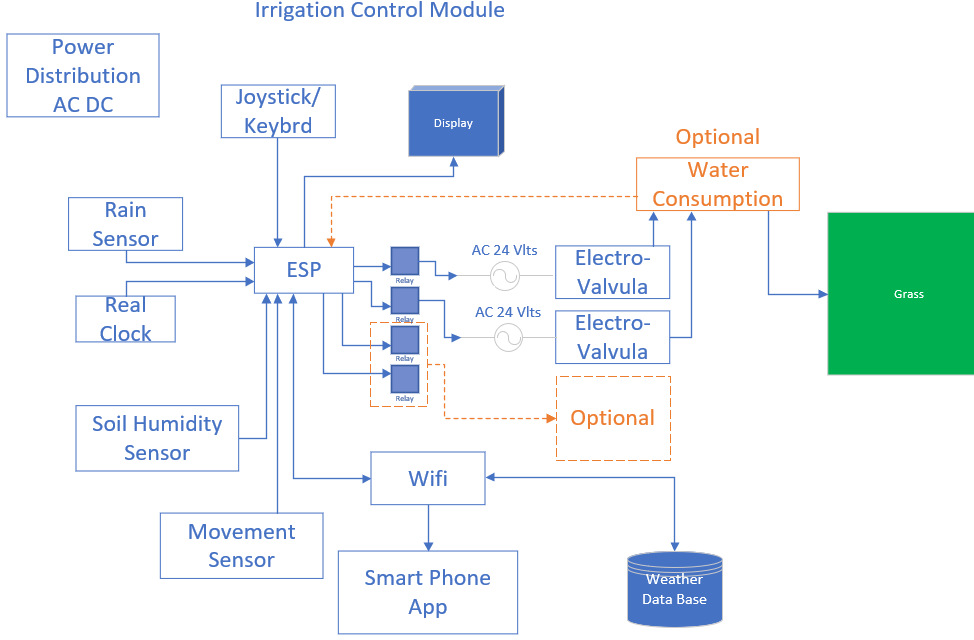 Irrigation Control Module
Power
Distribution
AC DC
Joystick/
Keybrd
Display
Optional
Water
Consumption
Rain
Sensor
ESP
Relay
AC 24 Vlts
Electro-
Valvula
Grass
Real
Clock
Relay
AC 24 Vlts
Electro-
Valvula
Relay
Relay
Optional
Soil Humidity
Sensor
Wifi
Movement
Sensor
Smart Phone
App
Weather
Data Base